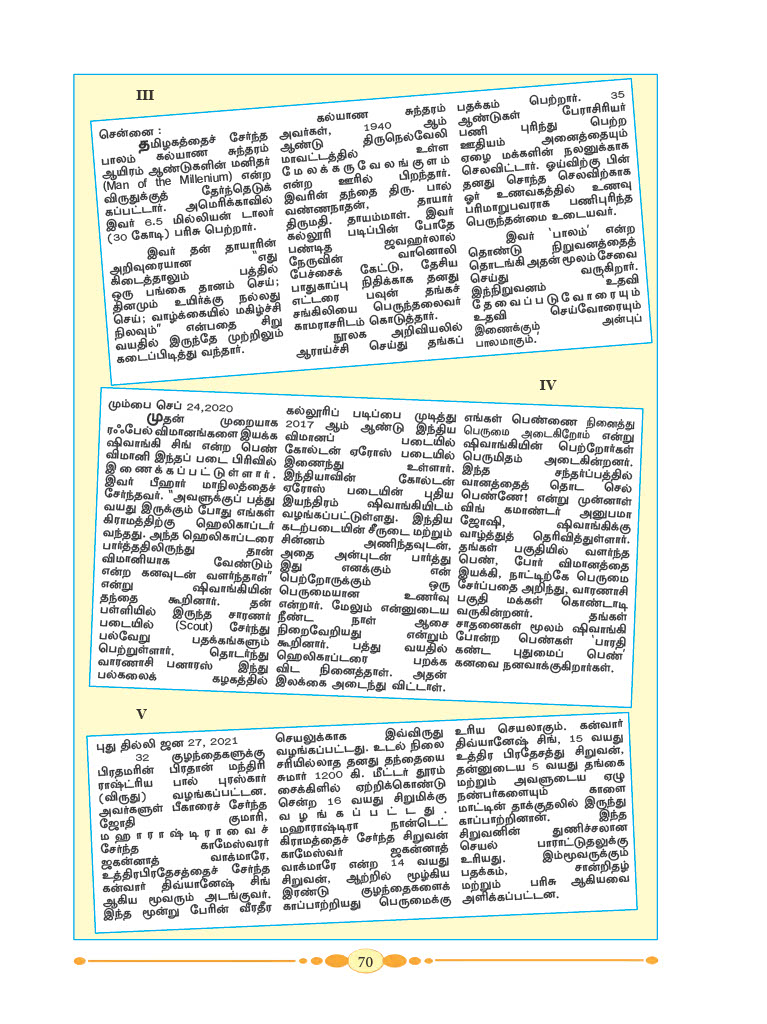 III
சென்னை :
தமிழகத்தைச் சேர்ந்த
பாலம் கல்யாண சுந்தரம்
ஆயிரம் ஆண்டுகளின் மனிதர்
(Man of the Millenium) என்ற
விருதுக்குத் தேர்ந்தெடுக்
கப்பட்டார். அமெரிக்காவில்
இவர் 6.5 மில்லியன் டாலர்
(30 கோடி) பரிசு பெற்றார்.
இவர் தன் தாயாரின்
அறிவுரையான “எது
கிடைத்தாலும் பத்தில்
ஒரு பங்கை தானம் செய்;
தினமும் உயிர்க்கு நல்லது
செய்; வாழ்க்கையில் மகிழ்ச்சி
நிலவும்” என்பதை சிறு
வயதில் இருந்தே முற்றிலும்
கடைப்பிடித்து வந்தார்.
கல்யாண சுந்தரம்
அவர்கள், 1940 ஆம்
ஆண்டு திருநெல்வேலி
மாவட்டத்தில் உள்ள
மேலக்கருவேலங்குளம்
என்ற ஊரில் பிறந்தார்.
இவரின் தந்தை திரு. பால்
வண்ணநாதன், தாயார்
திருமதி. தாயம்மாள். இவர்
கல்லூரி படிப்பின் போதே
பண்டித ஜவஹர்லால்
நேருவின் வானொலி
பேச்சைக் கேட்டு, தேசிய
பாதுகாப்பு நிதிக்காக தனது
எட்டரை பவுன் தங்கச்
சங்கிலியை பெருந்தலைவர்
காமராசரிடம் கொடுத்தார்.
நூலக அறிவியலில்
ஆராய்ச்சி செய்து தங்கப்
பதக்கம் பெற்றார். 35
ஆண்டுகள் பேராசிரியர்
பணி புரிந்து பெற்ற
ஊதியம் அனைத்தையும்
ஏழை மக்களின் நலனுக்காக
செலவிட்டார். ஓய்விற்கு பின்
தனது சொந்த செலவிற்காக
ஓர் உணவகத்தில் உணவு
பரிமாறுபவராக பணிபுரிந்த
பெருந்தன்மை உடையவர்.
இவர் ‘பாலம்’ என்ற
தொண்டு நிறுவனத்தைத்
தொடங்கி அதன் மூலம் சேவை
செய்து வருகிறார்.
இந்நிறுவனம் ‘உதவி
தேவைப்படுவோரையும்
உதவி செய்வோரையும்
இணைக்கும் அன்புப்
பாலமாகும்.’
IV
மும்பை செப் 24,2020
முதன் முறையாக
ரஃபேல் விமானங்களை இயக்க
ஷிவாங்கி சிங் என்ற பெண்
விமானி இந்தப் படை பிரிவில்
இணைக்கப்பட்டுள்ளார்.
இவர் பீஹார் மாநிலத்தைச்
சேர்ந்தவர். “அவளுக்குப் பத்து
வயது இருக்கும் போது எங்கள்
கிராமத்திற்கு ஹெலிகாப்டர்
வந்தது. அந்த ஹெலிகாப்டரை
பார்த்ததிலிருந்து தான்
விமானியாக வேண்டும்
என்ற கனவுடன் வளர்ந்தாள்”
என்று ஷிவாங்கியின்
தந்தை கூறினார். தன்
பள்ளியில் இருந்த சாரணர்
படையில் (Scout) சேர்ந்து
பல்வேறு பதக்கங்களும்
பெற்றுள்ளார். தொடர்ந்து
வாரணாசி பனாரஸ் இந்து
பல்கலைக் கழகத்தில்
கல்லூரிப் படிப்பை முடித்து
2017 ஆம் ஆண்டு இந்திய
விமானப் படையில்
கோல்டன் ஏரோஸ் படையில்
இணைந்து உள்ளார்.
இந்தியாவின் கோல்டன்
ஏரோஸ் படையின் புதிய
இயந்திரம் ஷிவாங்கியிடம்
வழங்கப்பட்டுள்ளது. இந்திய
கடற்படையின் சீருடை மற்றும்
சின்னம் அணிந்தவுடன்,
அதை அன்புடன் பார்த்து
இது எனக்கும் என்
பெற்றோருக்கும் ஒரு
பெருமையான உணர்வு
என்றார். மேலும் என்னுடைய
நீண்ட நாள் ஆசை
நிறைவேறியது என்றும்
கூறினார். பத்து வயதில்
ஹெலிகாப்டரை பறக்க
விட நினைத்தாள். அதன்
இலக்கை அடைந்து விட்டாள்.
எங்கள் பெண்ணை நினைத்து
பெருமை அடைகிறோம் என்று
ஷிவாங்கியின் பெற்றோர்கள்
பெருமிதம் அடைகின்றனர்.
இந்த சந்தர்ப்பத்தில்
வானத்தைத் தொட செல்
பெண்ணே! என்று முன்னாள்
விங் கமாண்டர் அனுபமா
ஜோஷி, ஷிவாங்கிக்கு
வாழ்த்துத் தெரிவித்துள்ளார்.
தங்கள் பகுதியில் வளர்ந்த
பெண், போர் விமானத்தை
இயக்கி, நாட்டிற்கே பெருமை
சேர்ப்பதை அறிந்து, வாரணாசி
பகுதி மக்கள் கொண்டாடி
வருகின்றனர். தங்கள்
சாதனைகள் மூலம் ஷிவாங்கி
போன்ற பெண்கள் ‘பாரதி
கண்ட புதுமைப் பெண்’
கனவை நனவாக்குகிறார்கள்.
V
புது தில்லி ஜன 27, 2021
32 குழந்தைகளுக்கு
பிரதமரின் பிரதான் மந்திரி
ராஷ்ட்ரிய பால் புரஸ்கார்
(விருது) வழங்கப்பட்டன.
அவர்களுள் பீகாரைச் சேர்ந்த
ஜோதி குமாரி,
மஹாராஷ்டிராவைச்
சேர்ந்த காமேஸ்வரர்
ஜகன்னாத் வாக்மாரே,
உத்திரபிரதேசத்தைச் சேர்ந்த
கன்வார் திவ்யானேஷ் சிங்
ஆகிய மூவரும் அடங்குவர்.
இந்த மூன்று பேரின் வீரதீர
செயலுக்காக இவ்விருது
வழங்கப்பட்டது. உடல் நிலை
சரியில்லாத தனது தந்தையை
சுமார் 1200 கி. மீட்டர் தூரம்
சைக்கிளில் ஏற்றிக்கொண்டு
சென்ற 16 வயது சிறுமிக்கு
வழங்கப்பட்டது.
மஹாராஷ்டிரா நான்டெட்
கிராமத்தைச் சேர்ந்த சிறுவன்
காமேஸ்வர் ஜகன்னாத்
வாக்மாரே என்ற 14 வயது
சிறுவன், ஆற்றில் மூழ்கிய
இரண்டு குழந்தைகளைக்
காப்பாற்றியது பெருமைக்கு
உரிய செயலாகும். கன்வார்
திவ்யானேஷ் சிங், 15 வயது
உத்திர பிரதேசத்து சிறுவன்,
தன்னுடைய 5 வயது தங்கை
மற்றும் அவளுடைய ஏழு
நண்பர்களையும் காளை
மாட்டின் தாக்குதலில் இருந்து
காப்பாற்றினான். இந்த
சிறுவனின் துணிச்சலான
செயல் பாராட்டுதலுக்கு
உரியது. இம்மூவருக்கும்
பதக்கம், சான்றிதழ்
மற்றும் பரிசு ஆகியவை
அளிக்கப்பட்டன.
70